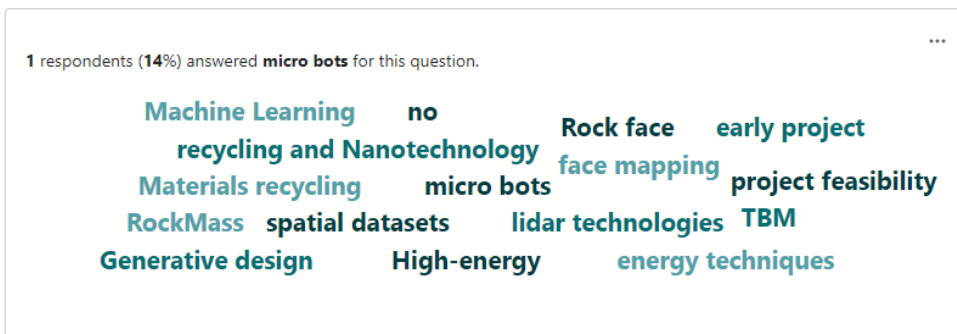 ...
1 respondents (14%) answered micro bots for this question.
Machine Learning no
Rock face early project
recycling and Nanotechnology
face mapping
Materials recycling micro bots project feasibility
RockMass spatial datasets lidar technologies TBM
Generative design High-energy energy techniques